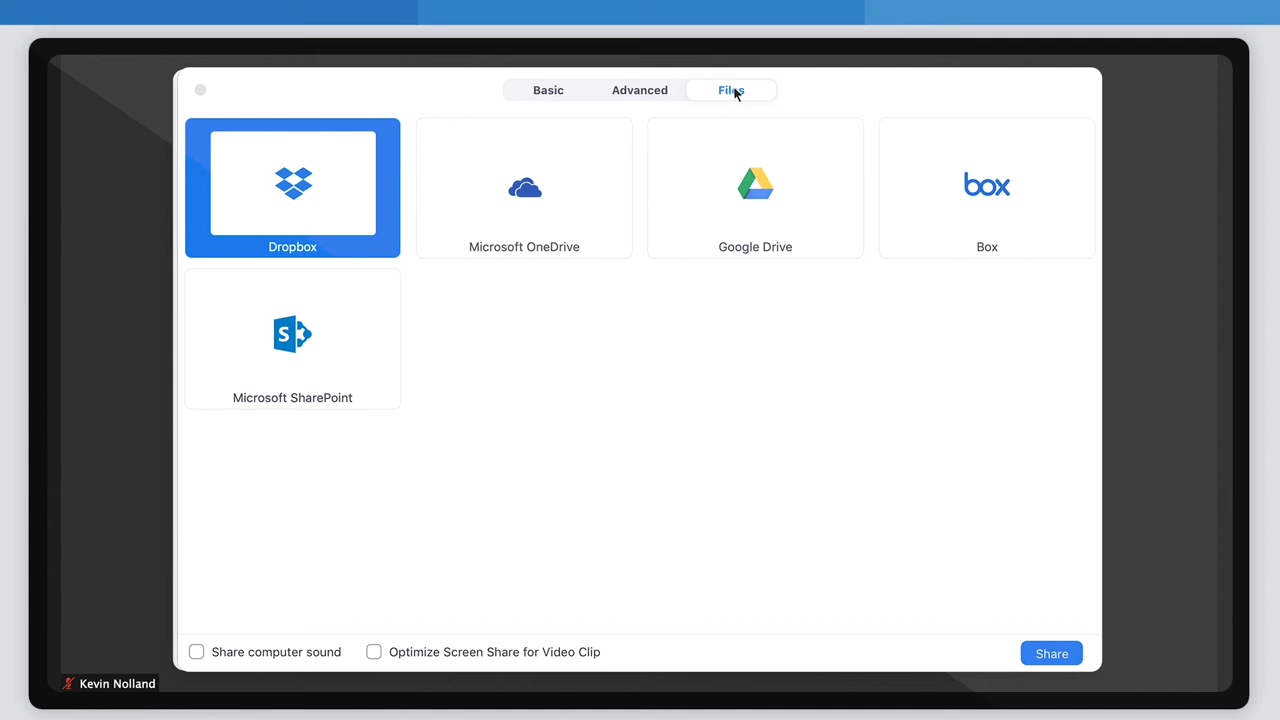 Basic
Advanced
Files
Dropbox
Microsoft OneDrive
Google Drive
box
Box
S
Microsoft SharePoint
Share computer sound
Optimize Screen Share for Video Clip
Share
Kevin Nolland